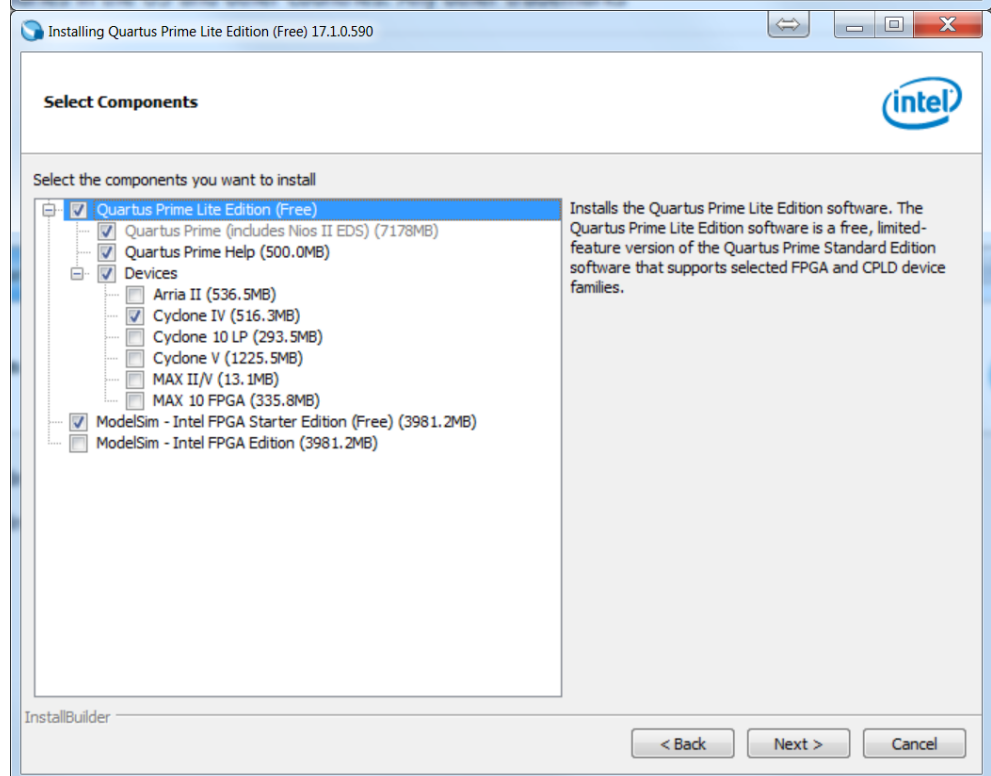 Installing Quartus Prime Lite Edition (Free) 17.1.0.590
Select Components
intel
Select the components you want to install
Quartus Prime Lite Edition (Free)
Quartus Prime (includes Nios II EDS) (7178MB)
Quartus Prime Help (500.0MB)
Devices
Arria II (536.5MB)
Cyclone IV (516.3MB)
Cyclone 10 LP (293.5MB)
Cyclone V (1225.5MB)
MAX II/V (13.1MB)
MAX 10 FPGA (335.8MB)
ModelSim - Intel FPGA Starter Edition (Free) (3981.2MB)
ModelSim - Intel FPGA Edition (3981.2MB)
Installs the Quartus Prime Lite Edition software. The
Quartus Prime Lite Edition software is a free, limited-
feature version of the Quartus Prime Standard Edition
software that supports selected FPGA and CPLD device
families.
InstallBuilder
< Back
Next >
Cancel